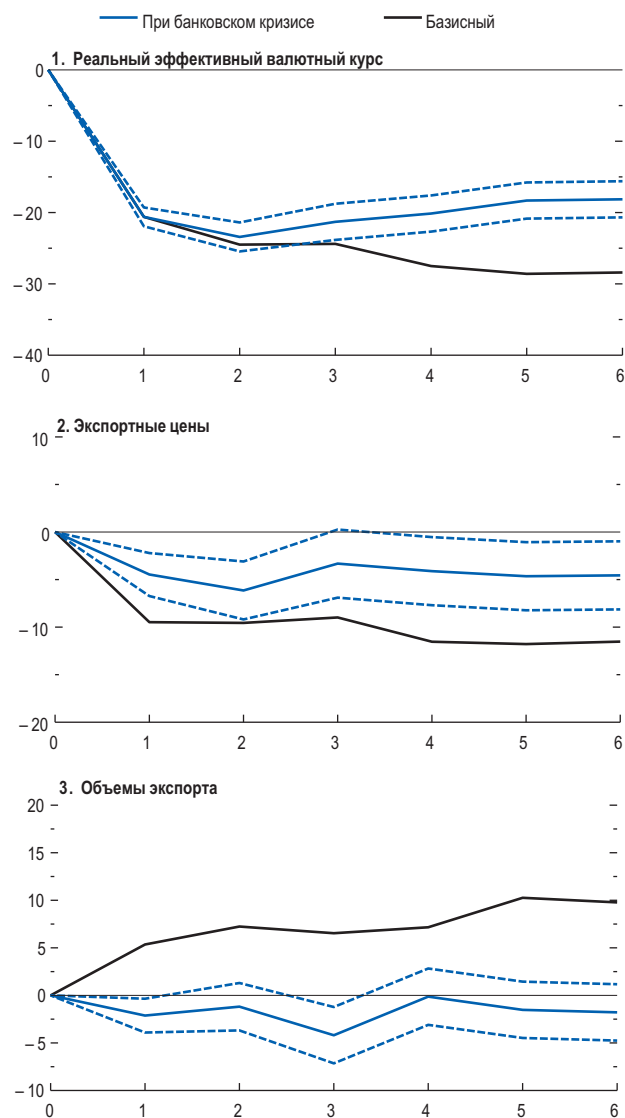 При банковском кризисе Базисный
1. Реальный эффективный валютный курс
0
–10
–20
–30
–40
0 1 2 3 4 5 6
2. Экспортные цены
10
0
–10
–20
0 1 2 3 4 5 6
3. Объемы экспорта
20
15
10
5
0
–5
–10
0 1 2 3 4 5 6